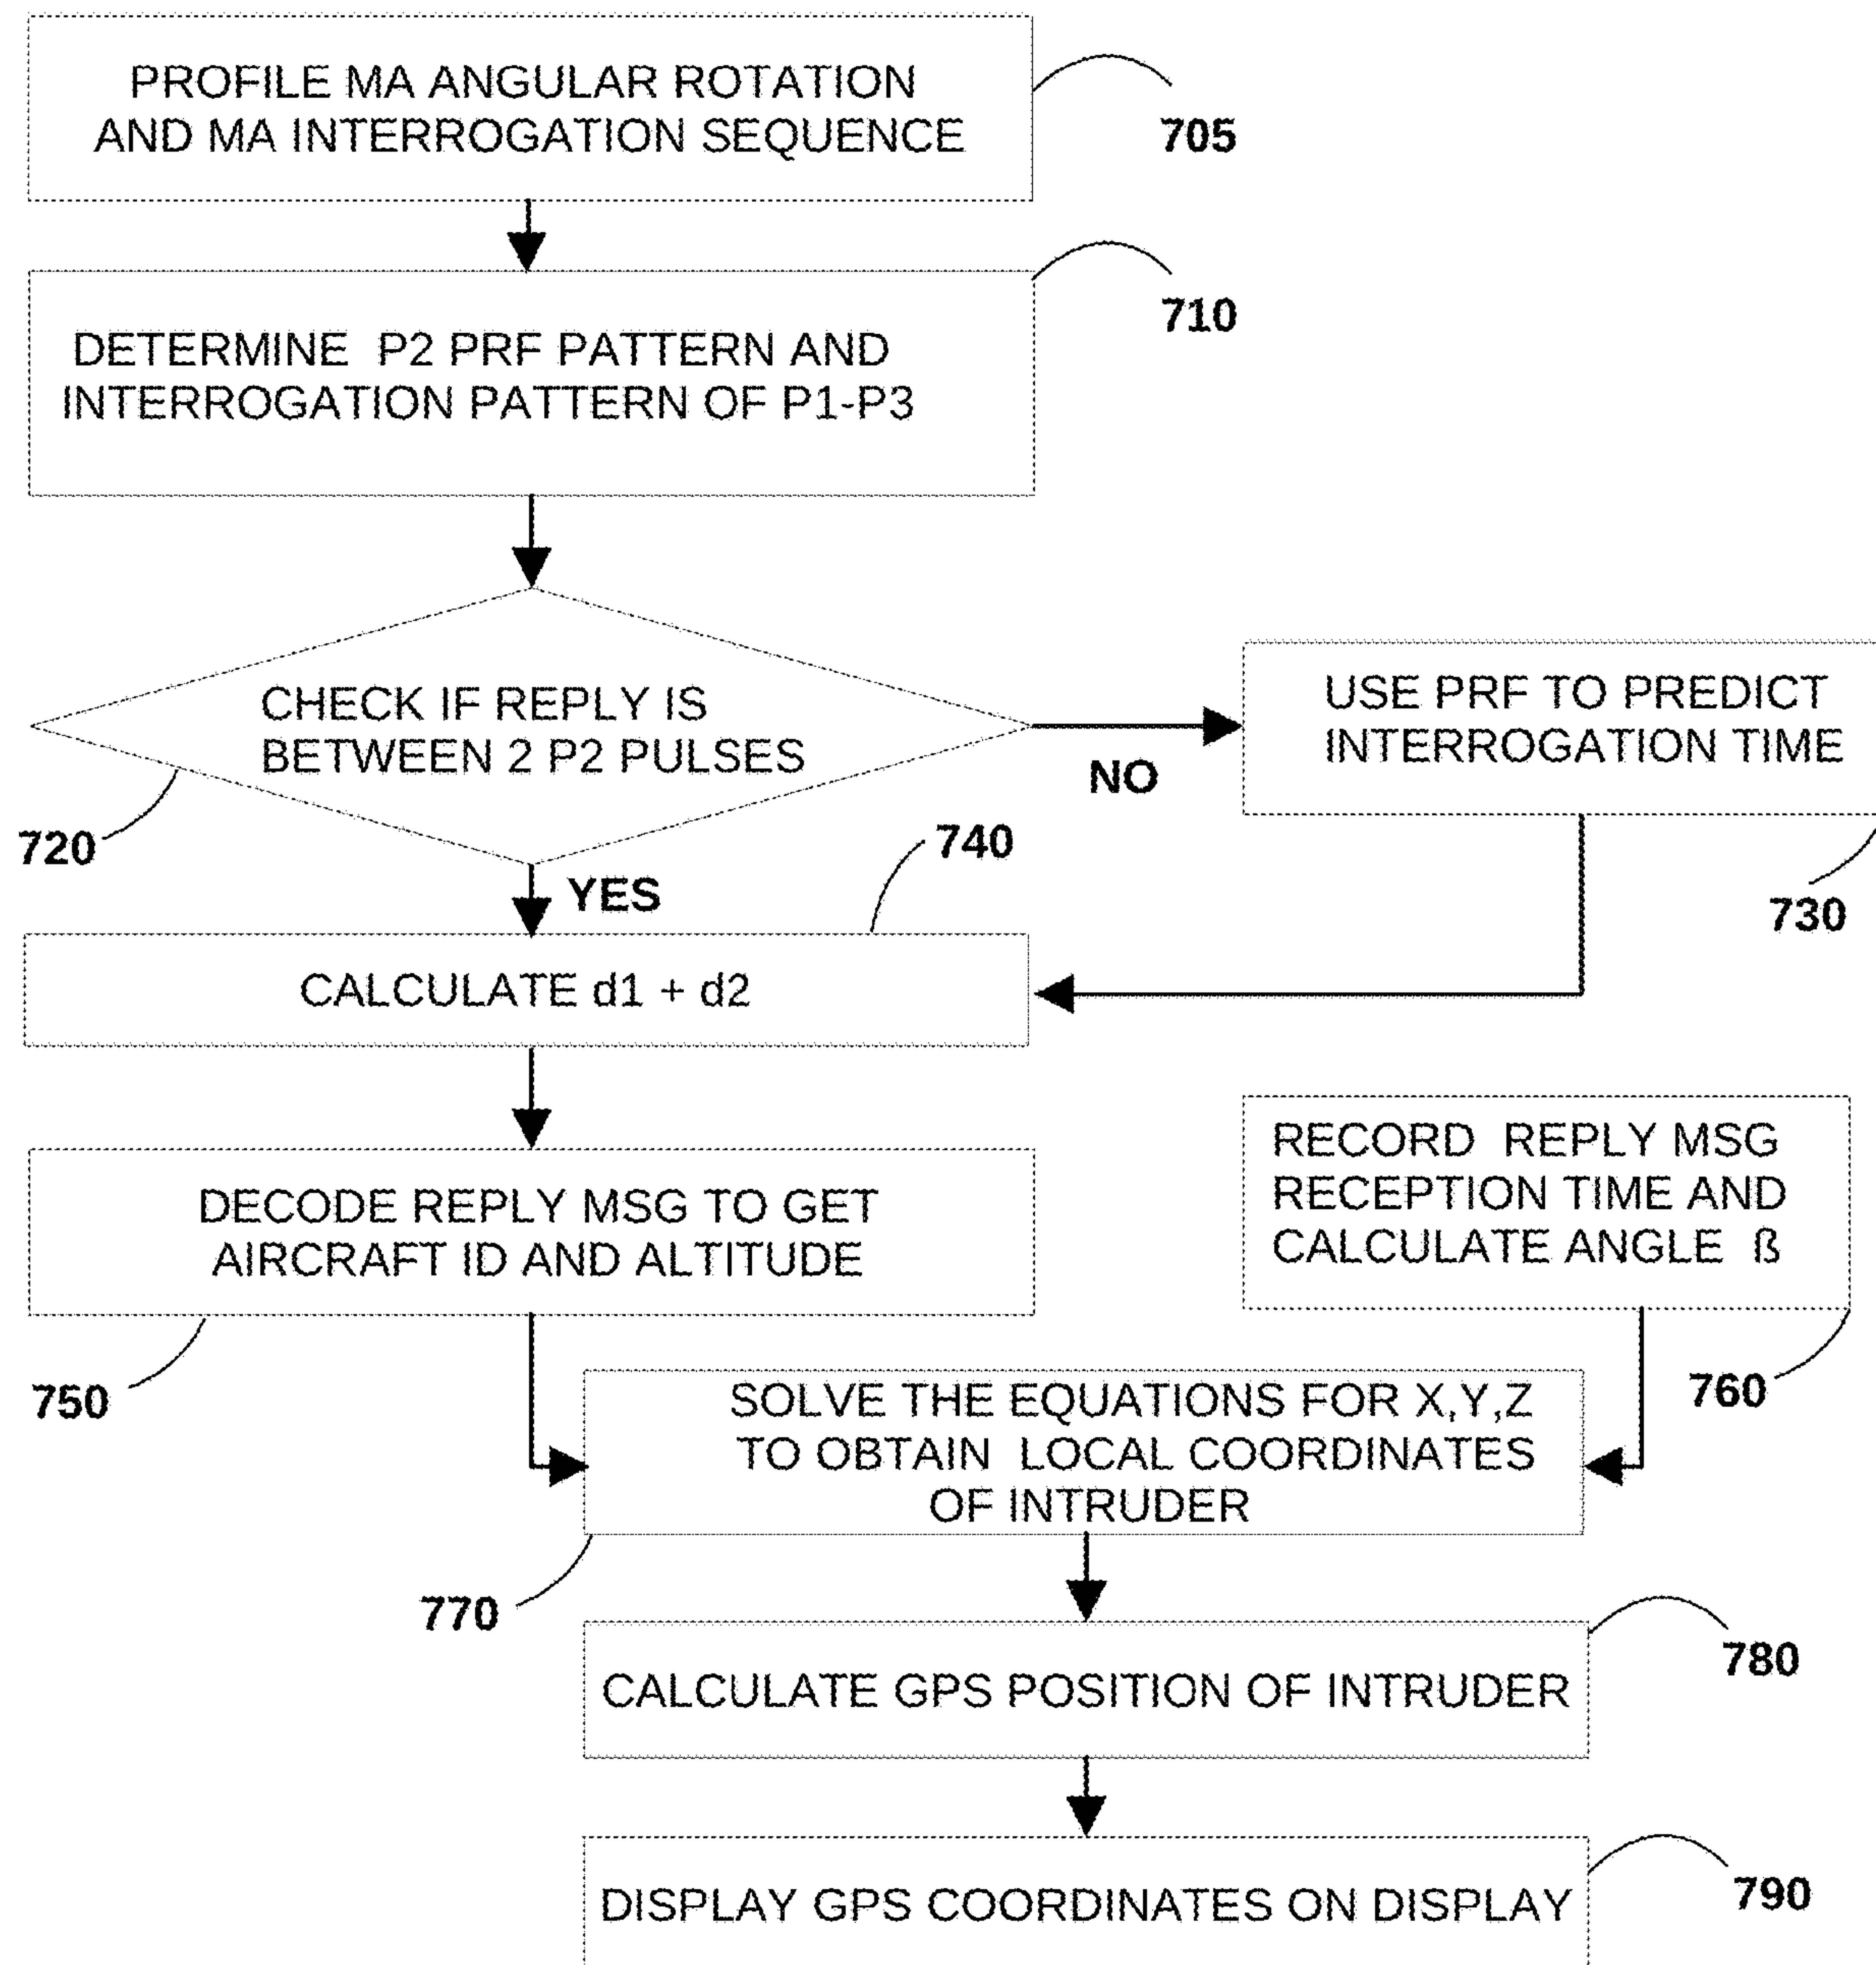 PROFILE MA ANGULAR ROTATION
AND MA INTERROGATION SEQUENCE
705
DETERMINE P2 PRF PATTERN AND
INTERROGATION PATTERN OF P1-P3
710
CHECK IF REPLY IS
BETWEEN 2 P2 PULSES
720
NO
USE PRF TO PREDICT
INTERROGATION TIME
730
YES
740
CALCULATE d1 + d2
DECODE REPLY MSG TO GET
AIRCRAFT ID AND ALTITUDE
750
RECORD REPLY MSG
RECEPTION TIME AND
CALCULATE ANGLE ß
760
SOLVE THE EQUATIONS FOR X,Y,Z
TO OBTAIN LOCAL COORDINATES
OF INTRUDER
770
CALCULATE GPS POSITION OF INTRUDER
780
DISPLAY GPS COORDINATES ON DISPLAY
790